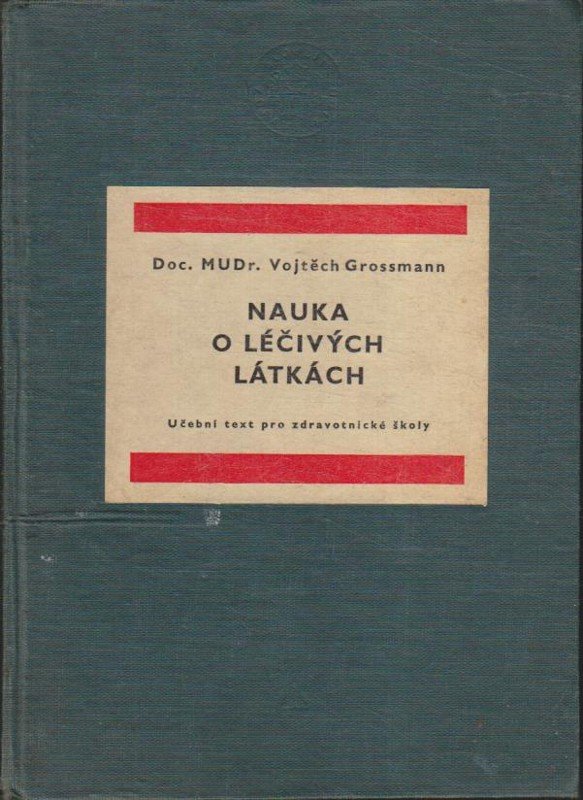 Doc. MUDr. Vojtěch Grossmann
NAUKA
O LÉČIVÝCH
LÁTKÁCH
Učební text pro zdravotnické školy